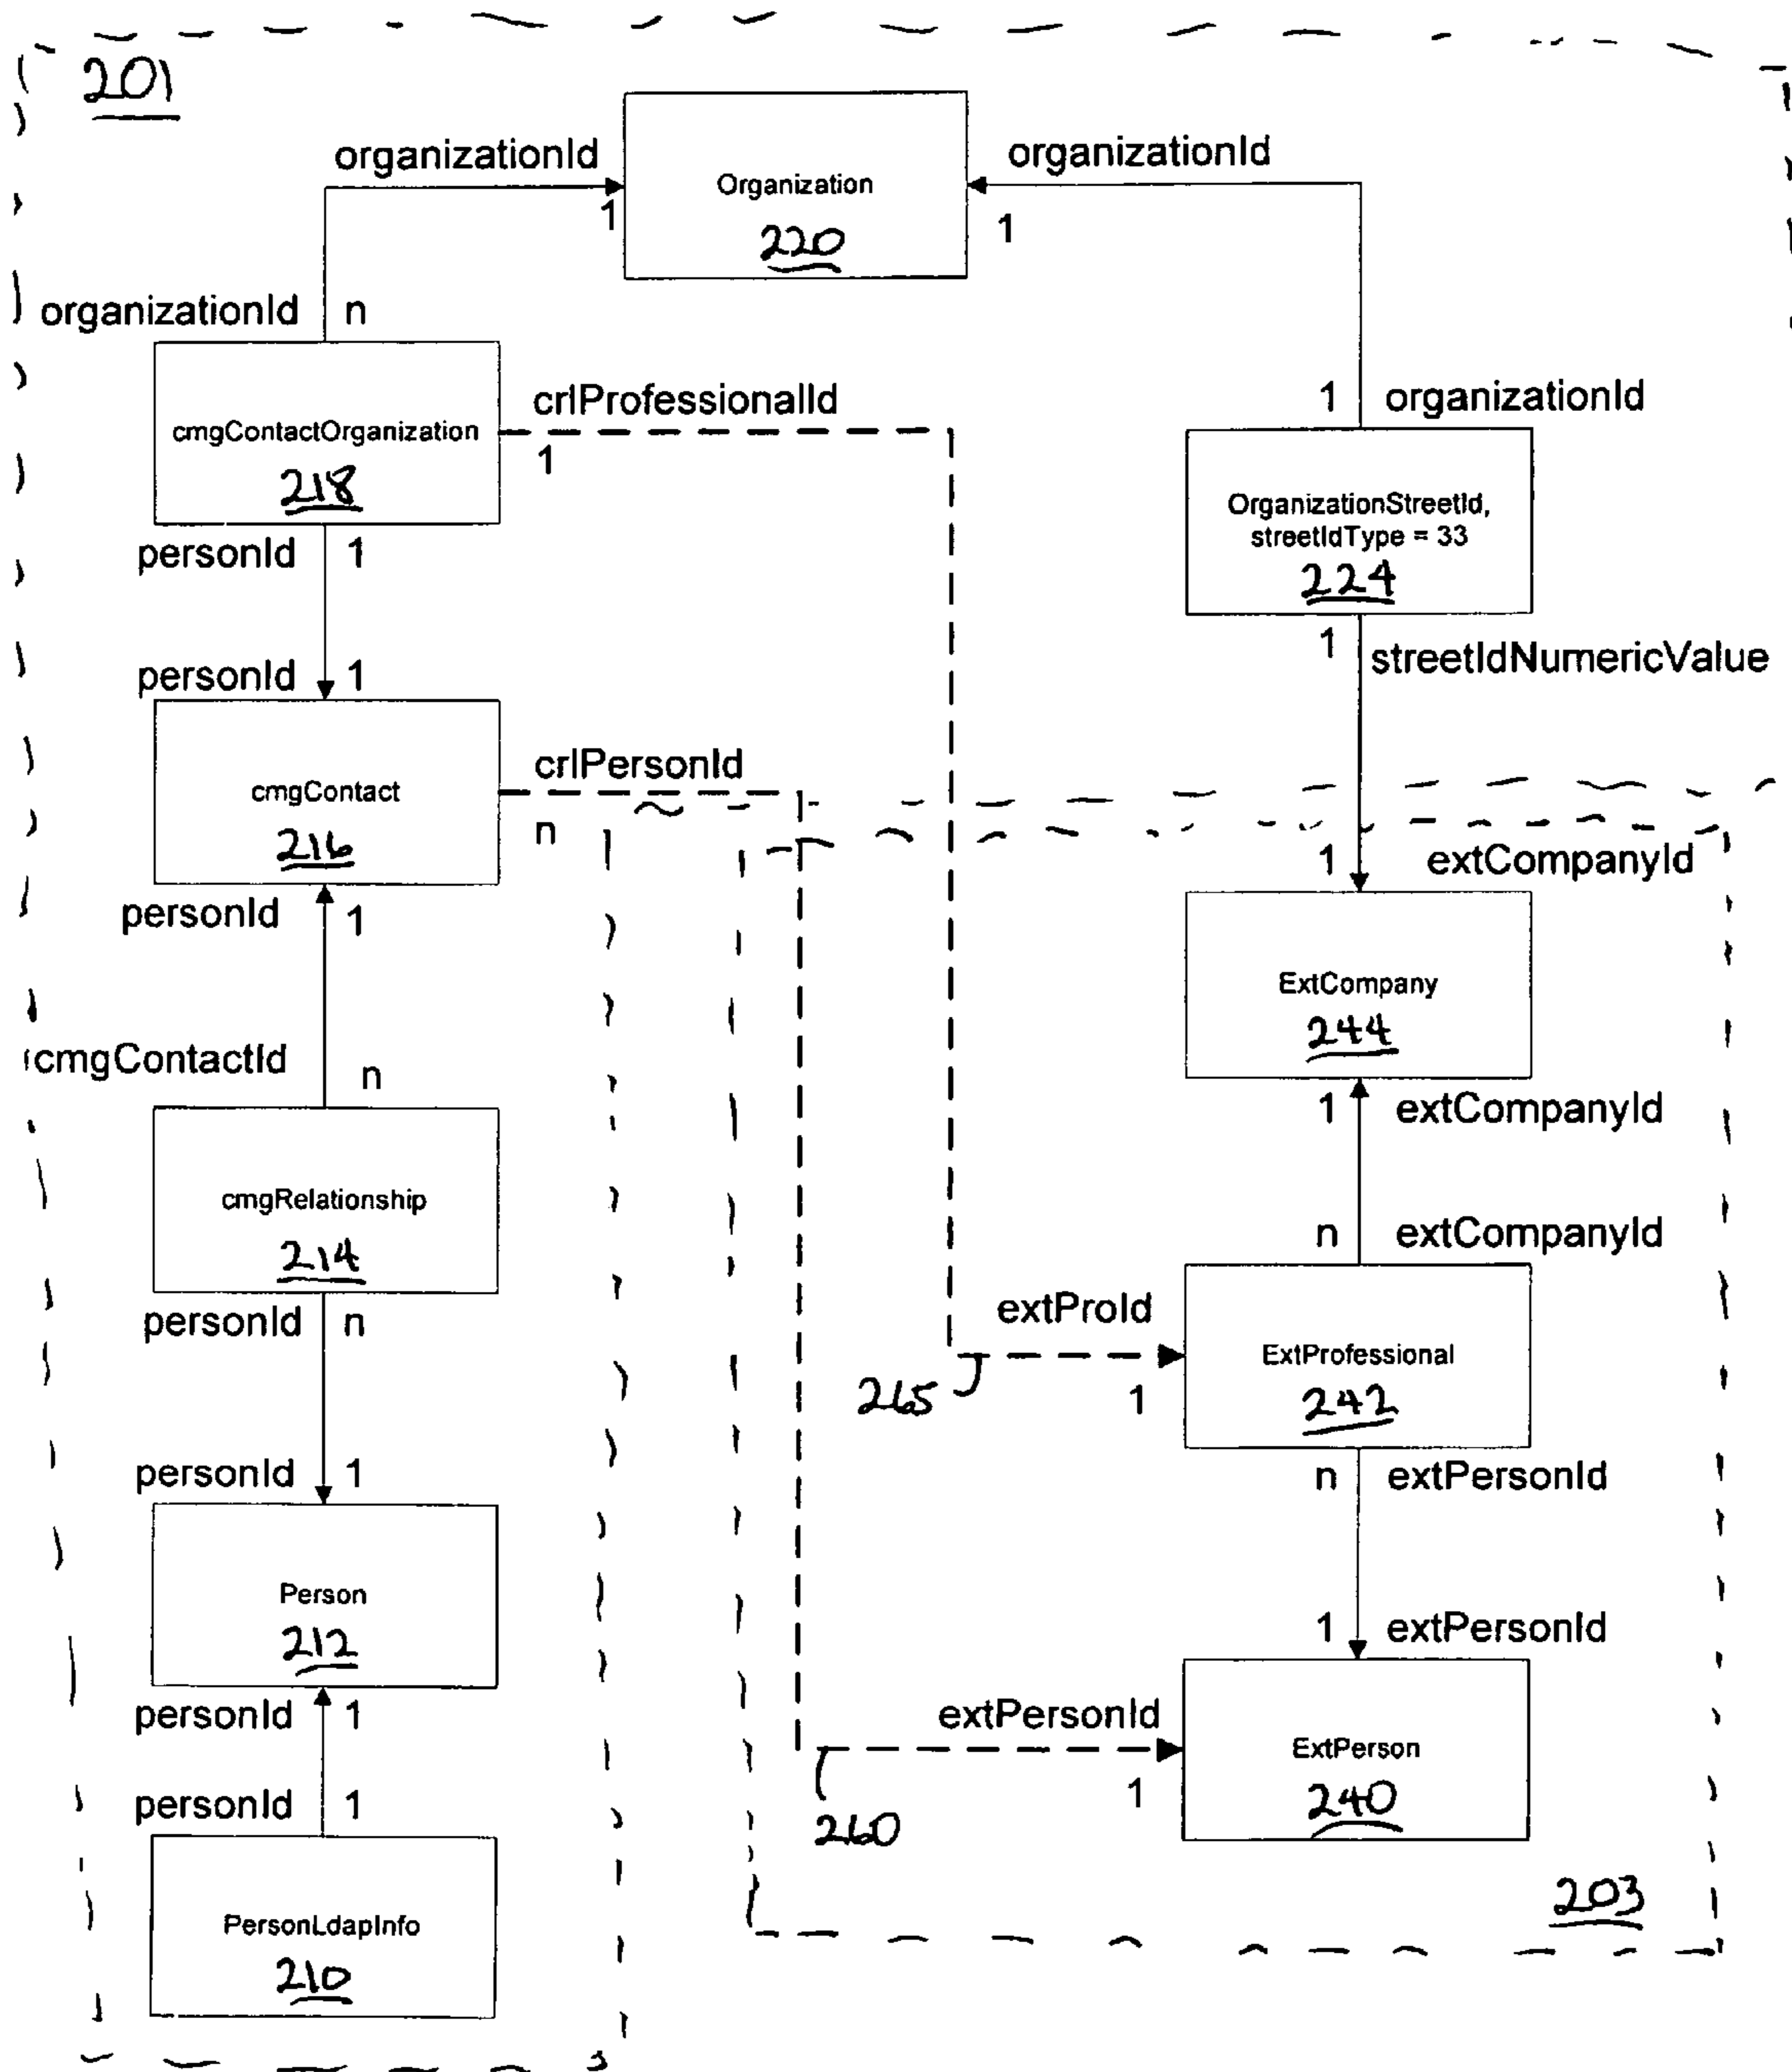 201
organizationId
organizationId
Organization
1
1
220
organizationId n
crlProfessionalId
1 organizationId
cmgContactOrganization
1
218
OrganizationStreetId,
streetIdType = 33
personId 1
224
1 streetIdNumericValue
personId 1
crlPersonId
cmgContact
n
216
1 extCompanyId
personId 1
ExtCompany
244
cmgContactId n
1 extCompanyId
cmgRelationship
n extCompanyId
214
personId n
extProId
ExtProfessional
265
1
242
personId 1
n extPersonId
Person
212
1 extPersonId
personId 1
extPersonId
ExtPerson
1
personId 1
240
260
203
PersonLdapInfo
210